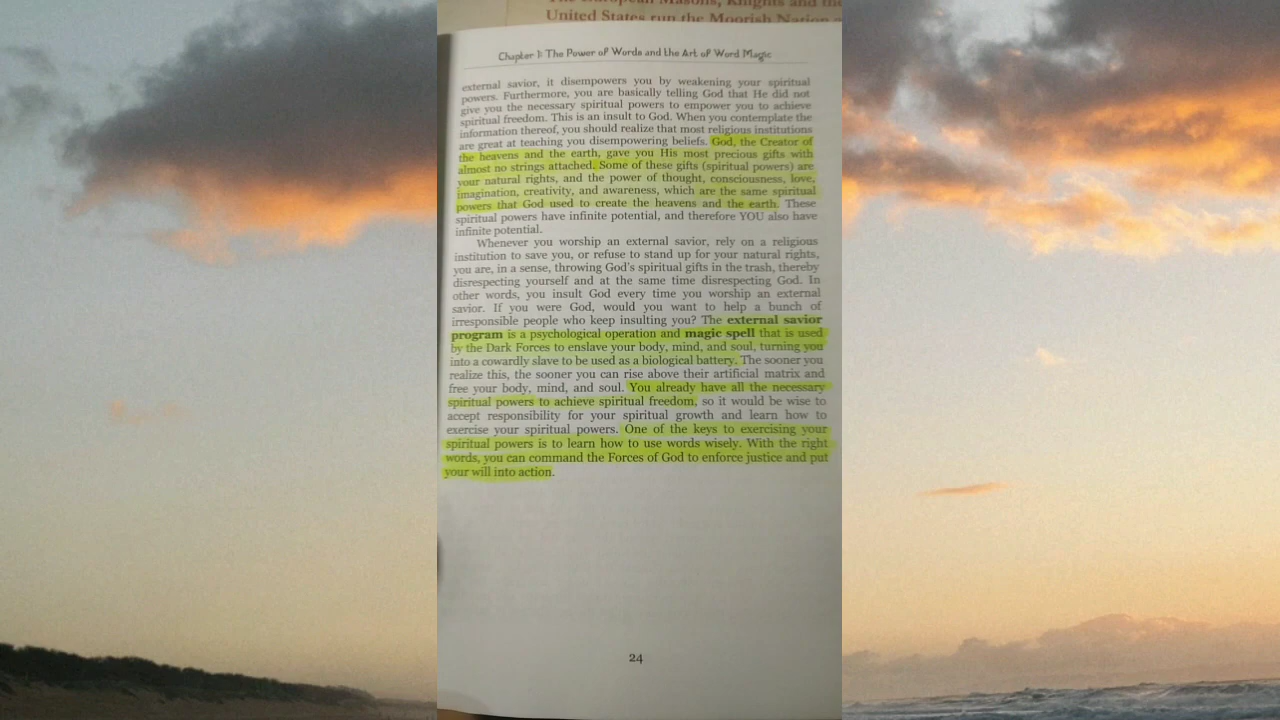 The European Masons, Knights and the
United States run the Moorish Nation
Chapter 1: The Power of Words and the Art of Word Magic
external savior, it disempowers you by weakening your spiritual
powers. Furthermore, you are basically telling God that He did not
give you the necessary spiritual powers to empower you to achieve
spiritual freedom. This is an insult to God. When you contemplate the
information thereof, you should realize that most religious institutions
are great at teaching you disempowering beliefs. God, the Creator of
the heavens and the earth, gave you His most precious gifts with
almost no strings attached. Some of these gifts (spiritual powers) are
your natural rights, and the power of thought, consciousness, love,
imagination, creativity, and awareness, which are the same spiritual
powers that God used to create the heavens and the earth. These
spiritual powers have infinite potential, and therefore YOU also have
infinite potential.
Whenever you worship an external savior, rely on a religious
institution to save you, or refuse to stand up for your natural rights,
you are, in a sense, throwing God's spiritual gifts in the trash, thereby
disrespecting yourself and at the same time disrespecting God. In
other words, you insult God every time you worship an external
savior. If you were God, would you want to help a bunch of
irresponsible people who keep insulting you? The external savior
program is a psychological operation and magic spell that is used
by the Dark Forces to enslave your body, mind, and soul, turning you
into a cowardly slave to be used as a biological battery. The sooner you
realize this, the sooner you can rise above their artificial matrix and
free your body, mind, and soul. You already have all the necessary
spiritual powers to achieve spiritual freedom, so it would be wise to
accept responsibility for your spiritual growth and learn how to
exercise your spiritual powers. One of the keys to exercising your
spiritual powers is to learn how to use words wisely. With the right
words, you can command the Forces of God to enforce justice and put
your will into action.
24